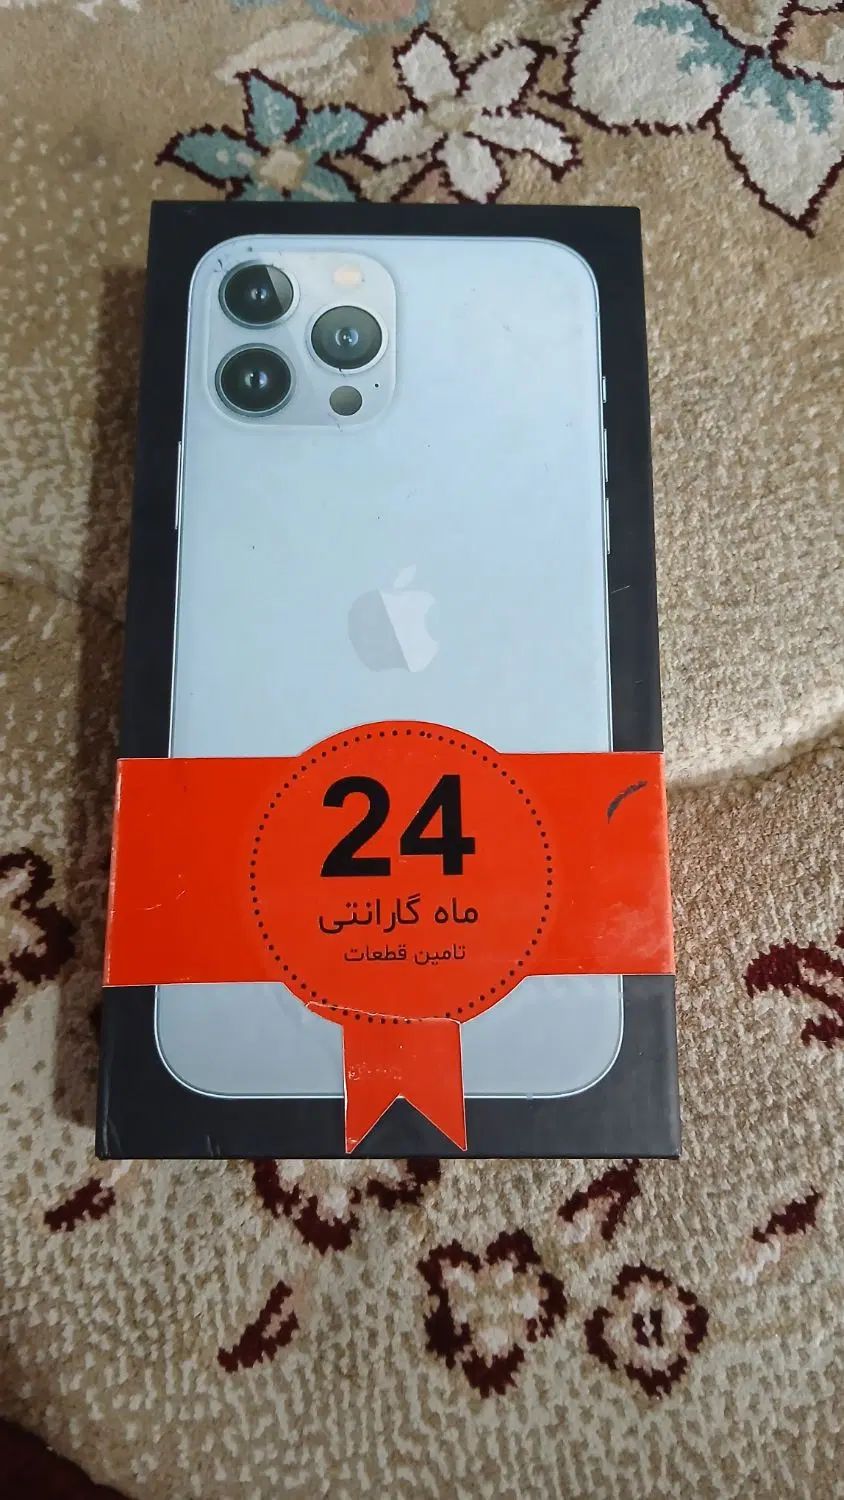 24
ماه گارانتی
تامین قطعات